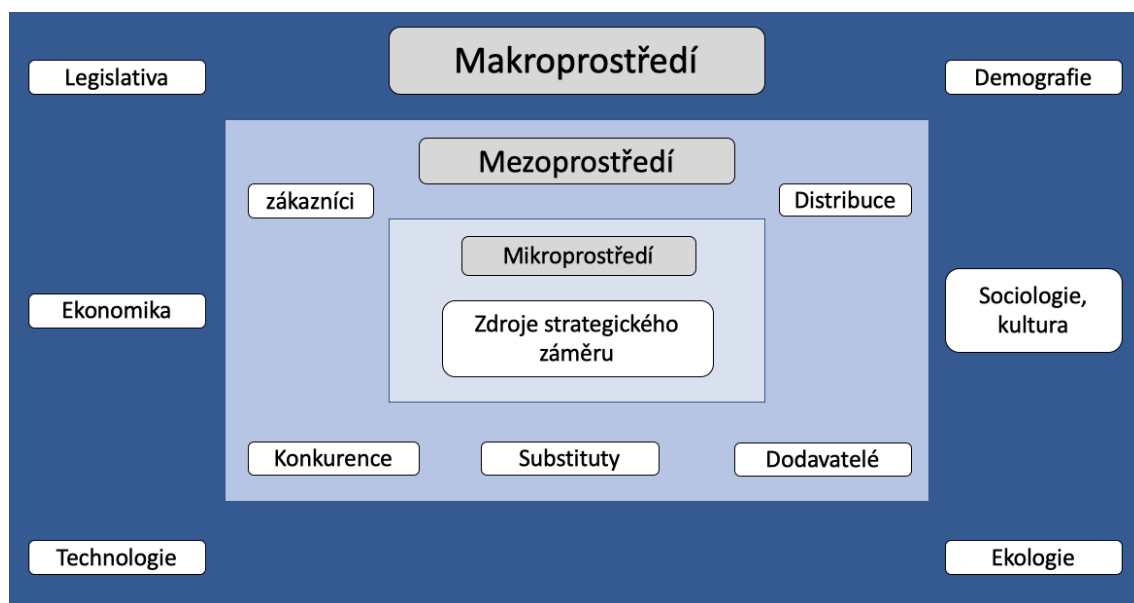 Makroprostředí
Legislativa
Demografie
Mezoprostředí
zákazníci
Distribuce
Mikroprostředí
Ekonomika
Zdroje strategického
záměru
Sociologie,
kultura
Konkurence
Substituty
Dodavatelé
Technologie
Ekologie